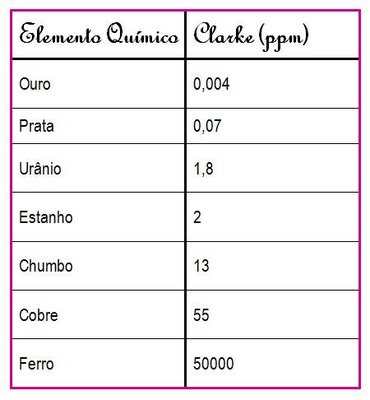 Elemento Químico Clarke (ppm)
Ouro 0,004
Prata 0,07
Urânio 1,8
Estanho 2
Chumbo 13
Cobre 55
Ferro 50000